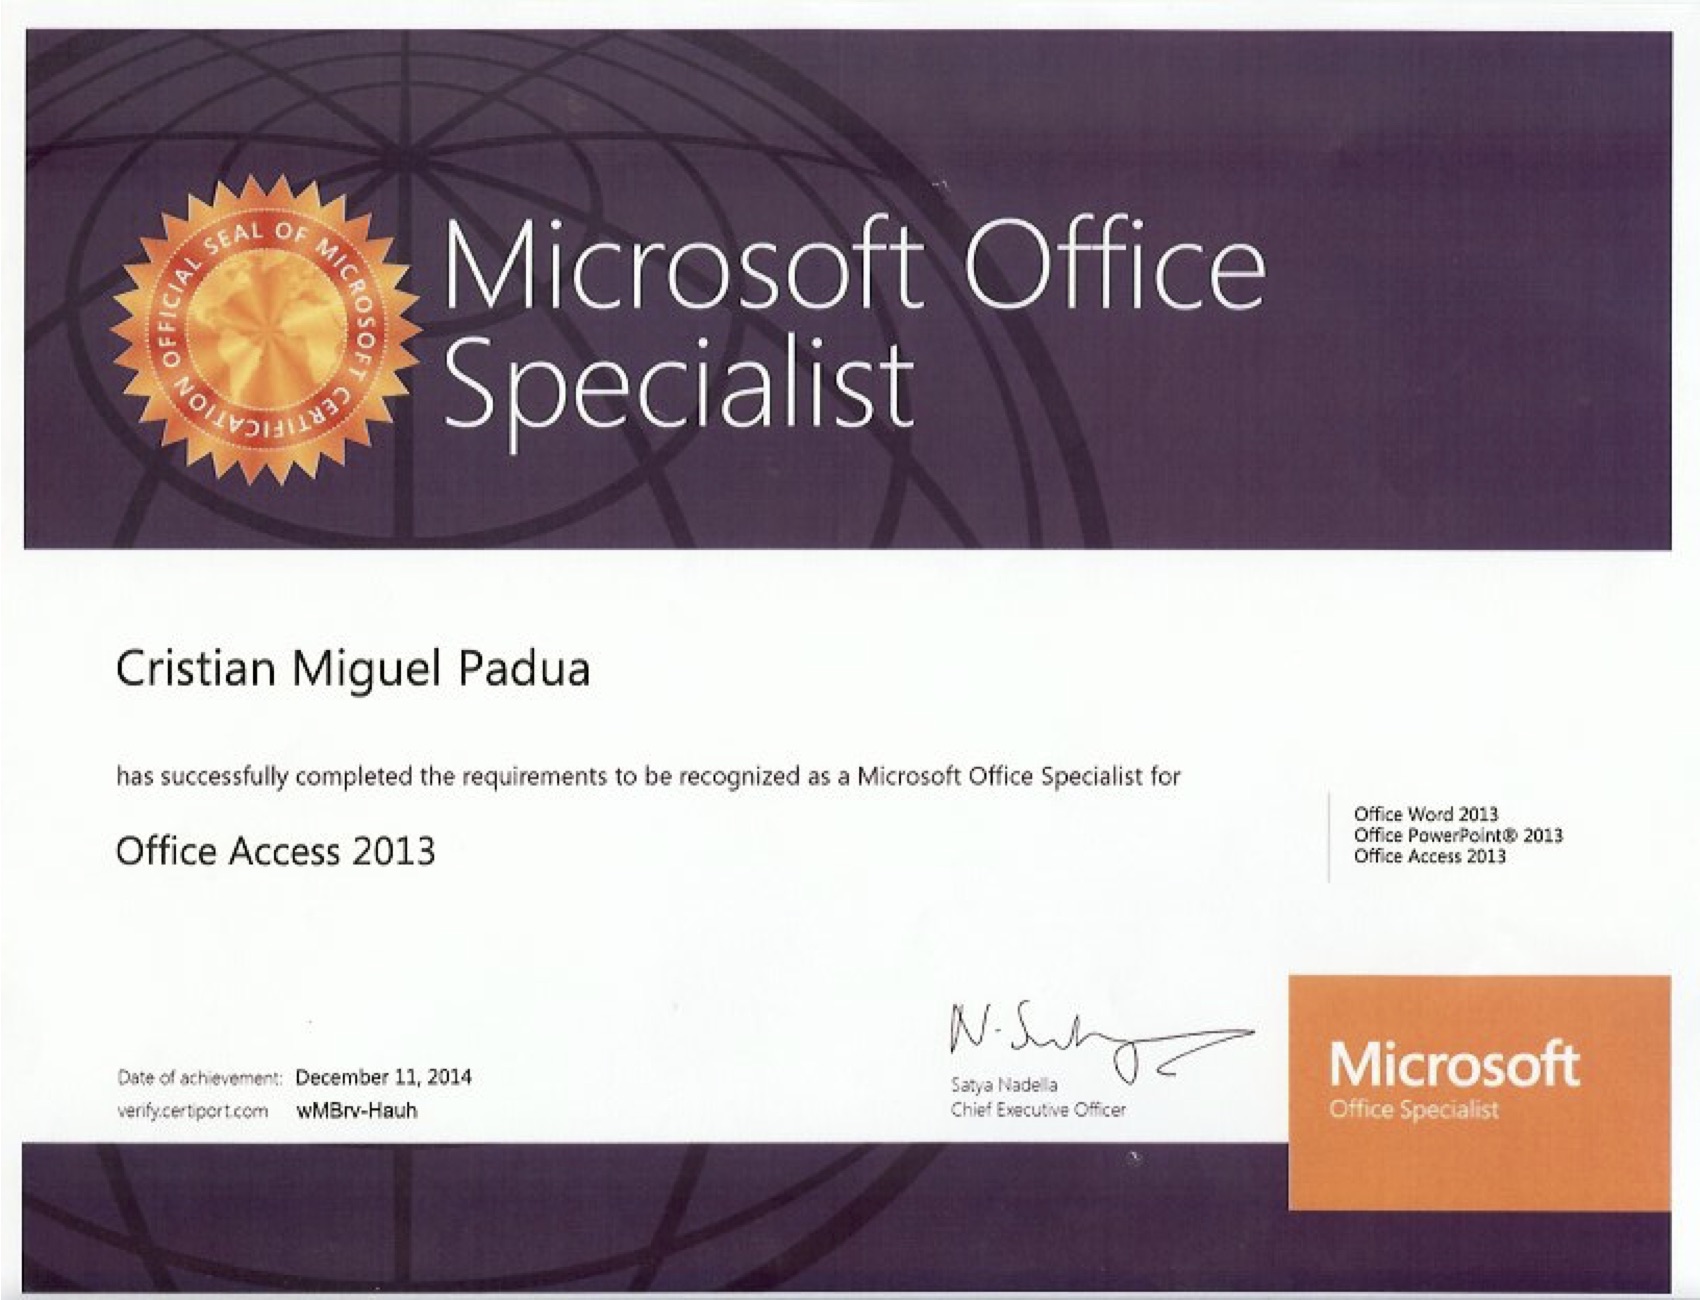 OFFICIAL SEAL OF MICROSOFT CERTIFICATION
Microsoft Office
Specialist
Cristian Miguel Padua
has successfully completed the requirements to be recognized as a Microsoft Office Specialist for
Office Access 2013
Office Word 2013
Office PowerPoint® 2013
Office Access 2013
Date of achievement: December 11, 2014
verify.certiport.com wMBrv-Hauh
Satya Nadella
Chief Executive Officer
Microsoft
Office Specialist